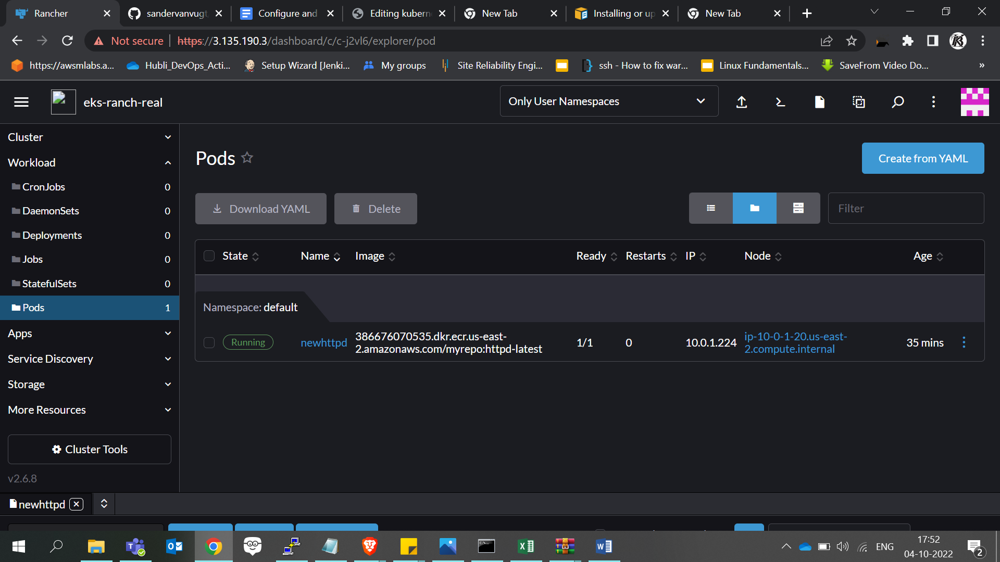 Rancher
sandervanvugt
Configure and
Editing kubern
New Tab
Installing or up
New Tab
Not secure
https://3.135.190.3/dashboard/c/c-j2vl6/explorer/pod
https://awsmlabs.a...
Hubli_DevOps_Acti...
Setup Wizard [Jenki...
My groups
Site Reliability Engi...
ssh - How to fix war...
Linux Fundamentals...
SaveFrom Video Do...
»
eks-ranch-real
Only User Namespaces
Cluster
Workload
CronJobs 0
DaemonSets 0
Deployments 0
Jobs 0
StatefulSets 0
Pods 1
Apps
Service Discovery
Storage
More Resources
Cluster Tools
v2.6.8
Pods
Create from YAML
Download YAML
Delete
Filter
State Name Image Ready Restarts IP Node Age
Namespace: default
Running newhttpd 386676070535.dkr.ecr.us-east-2.amazonaws.com/myrepo:httpd-latest 1/1 0 10.0.1.224 ip-10-0-1-20.us-east-2.compute.internal 35 mins
newhttpd
ENG
17:52
04-10-2022
2